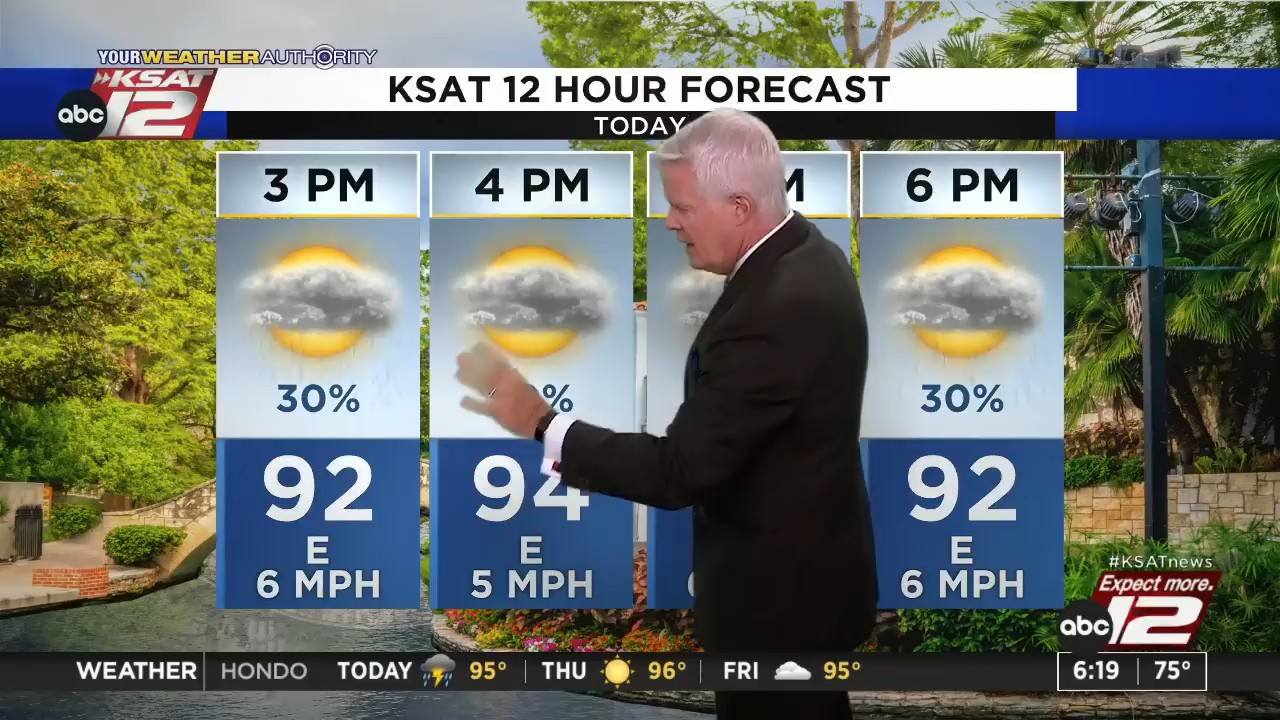 YOURWEATHERAUTHORITY
KSAT
abc 12
KSAT 12 HOUR FORECAST
TODAY
3 PM
30%
92
E
6 MPH
4 PM
%
94
E
5 MPH
M
6 PM
30%
92
E
6 MPH
#KSATnews
Expect more.
abc 12
WEATHER HONDO TODAY 95° THU 96° FRI 95°
6:19 75°